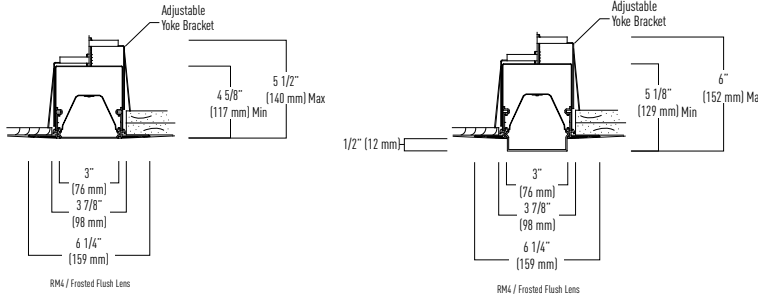 Adjustable
Yoke Bracket
5 1/2"
(140 mm) Max
4 5/8"
(117 mm) Min
3"
(76 mm)
3 7/8"
(98 mm)
6 1/4"
(159 mm)
RM4 / Frosted Flush Lens
Adjustable
Yoke Bracket
6"
(152 mm) Ma
5 1/8"
(129 mm) Min
1/2" (12 mm)
3"
(76 mm)
3 7/8"
(98 mm)
6 1/4"
(159 mm)
RM4 / Frosted Flush Lens